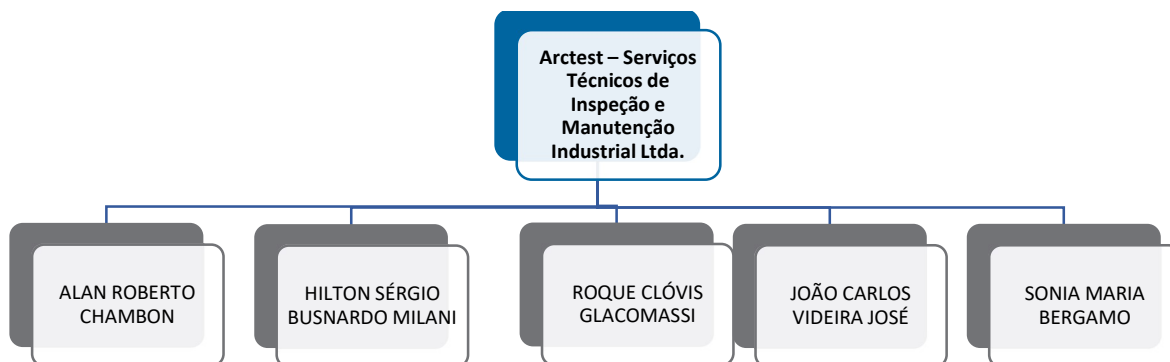 Arctest – Serviços
Técnicos de
Inspeção e
Manutenção
Industrial Ltda.
ALAN ROBERTO
CHAMBON
HILTON SÉRGIO
BUSNARDO MILANI
ROQUE CLÓVIS
GLACOMASSI
JOÃO CARLOS
VIDEIRA JOSÉ
SONIA MARIA
BERGAMO